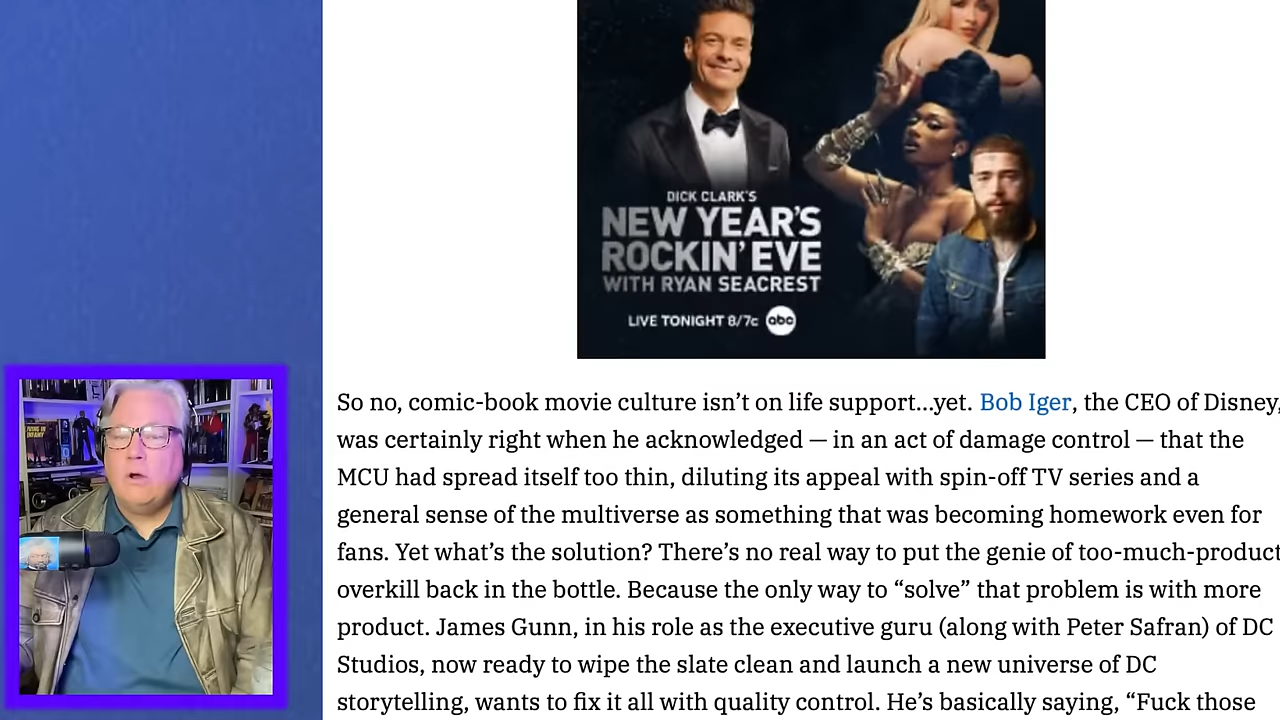 DICK CLARK'S
NEW YEAR'S
ROCKIN' EVE
WITH RYAN SEACREST
LIVE TONIGHT 8/7c abc
So no, comic-book movie culture isn’t on life support…yet. Bob Iger, the CEO of Disney,
was certainly right when he acknowledged — in an act of damage control — that the
MCU had spread itself too thin, diluting its appeal with spin-off TV series and a
general sense of the multiverse as something that was becoming homework even for
fans. Yet what’s the solution? There’s no real way to put the genie of too-much-product
overkill back in the bottle. Because the only way to “solve” that problem is with more
product. James Gunn, in his role as the executive guru (along with Peter Safran) of DC
Studios, now ready to wipe the slate clean and launch a new universe of DC
storytelling, wants to fix it all with quality control. He’s basically saying, “Fuck those